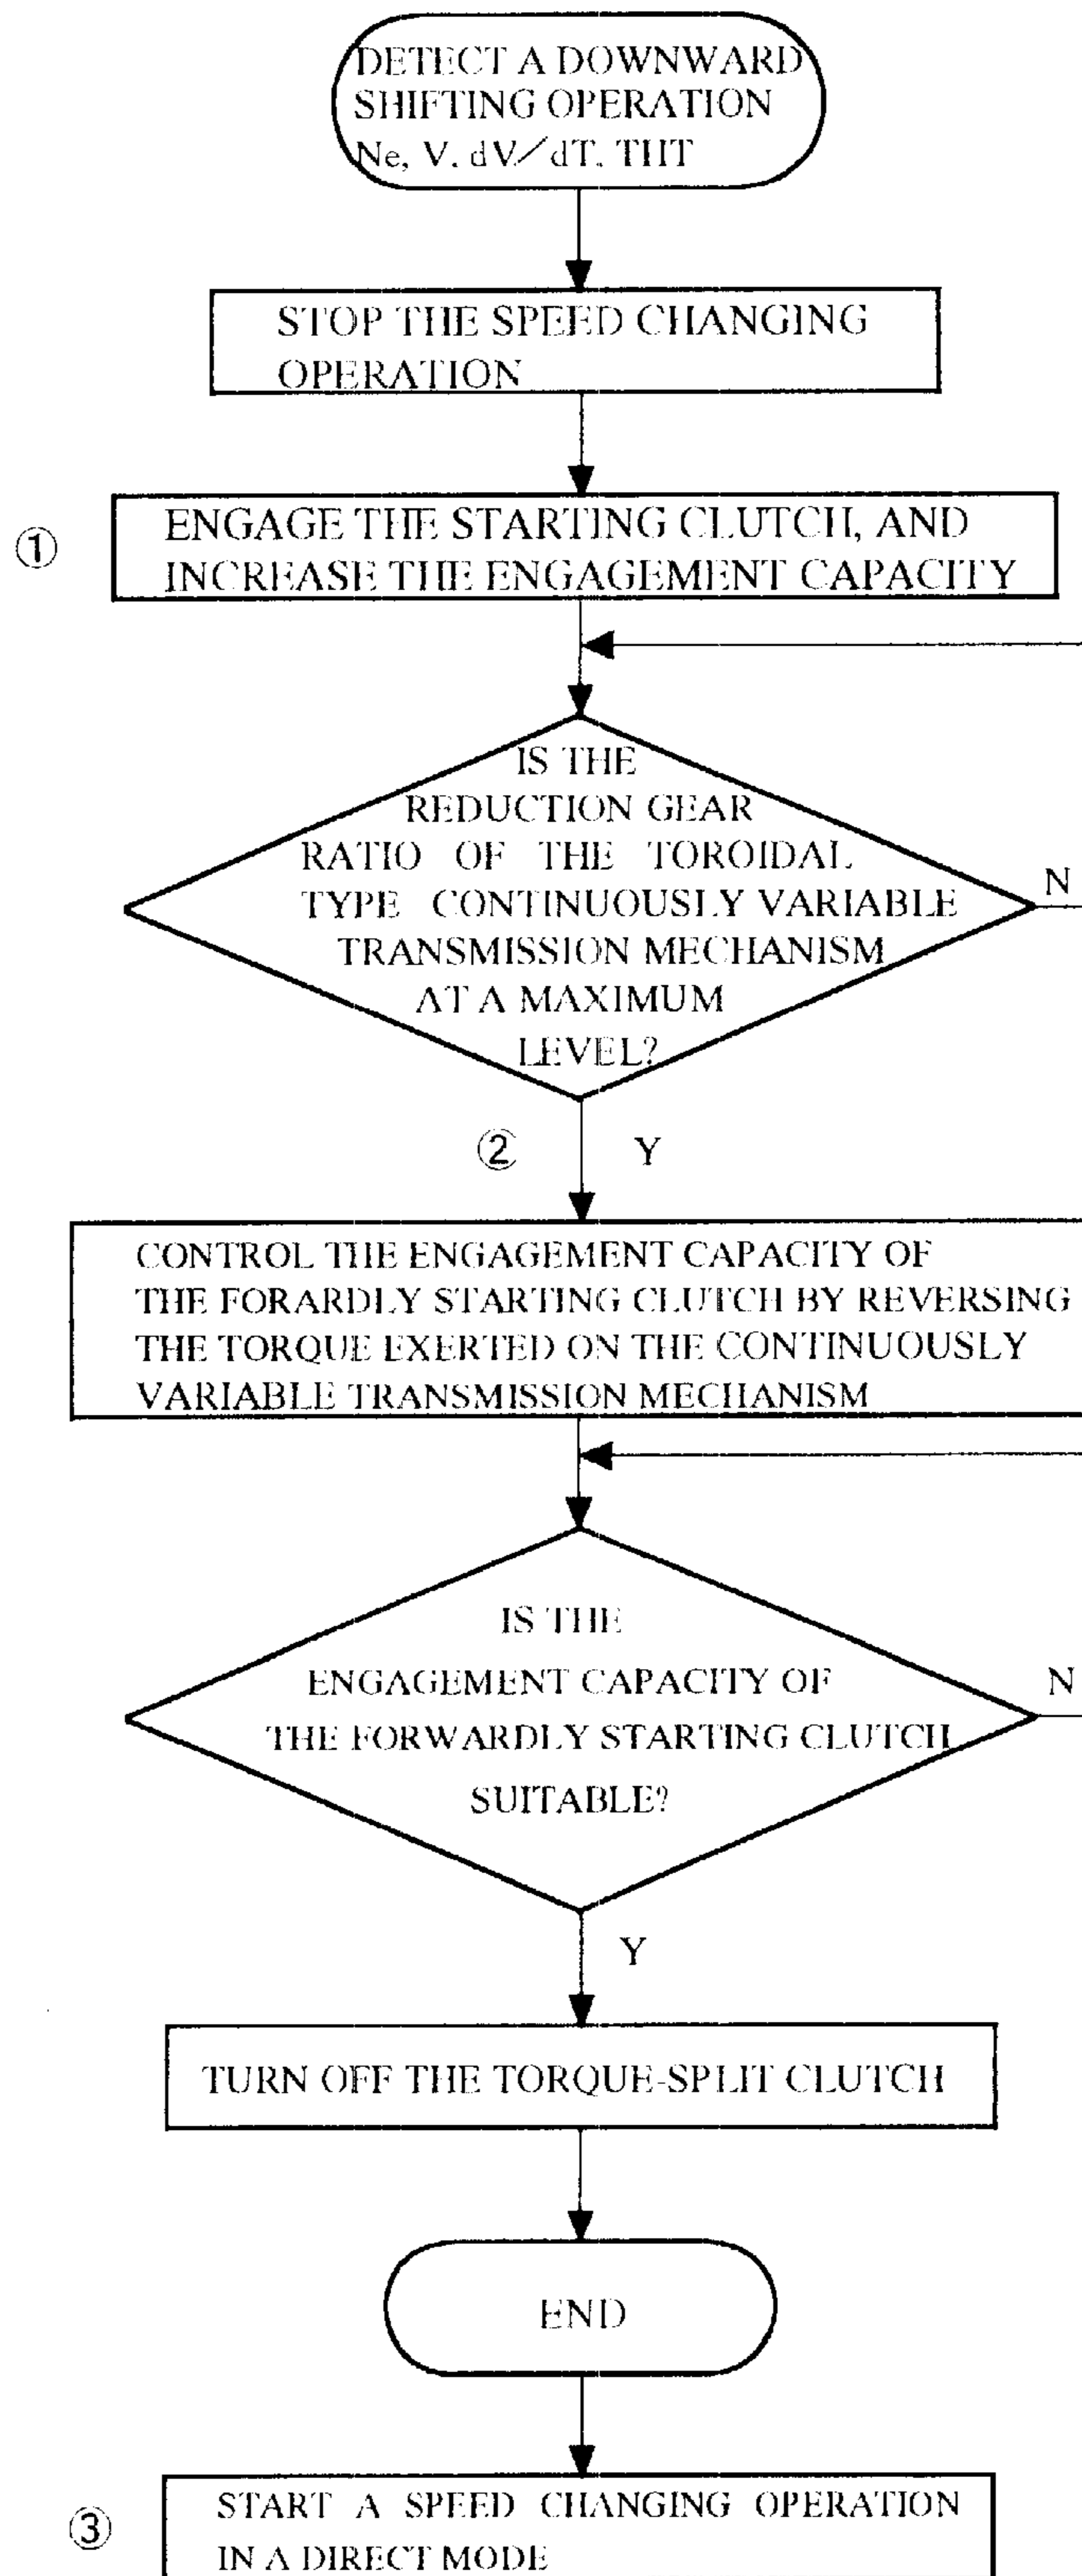 DETECT A DOWNWARD
SHIFTING OPERATION
Ne, V, dV/dT, THT
STOP THE SPEED CHANGING
OPERATION
①
ENGAGE THE STARTING CLUTCH, AND
INCREASE THE ENGAGEMENT CAPACITY
IS THE
REDUCTION GEAR
RATIO OF THE TOROIDAL
TYPE CONTINUOUSLY VARIABLE
TRANSMISSION MECHANISM
AT A MAXIMUM
LEVEL?
N
② Y
CONTROL THE ENGAGEMENT CAPACITY OF
THE FORARDLY STARTING CLUTCH BY REVERSING
THE TORQUE EXERTED ON THE CONTINUOUSLY
VARIABLE TRANSMISSION MECHANISM
IS THE
ENGAGEMENT CAPACITY OF
THE FORWARDLY STARTING CLUTCH
SUITABLE?
N
Y
TURN OFF THE TORQUE-SPLIT CLUTCH
END
③
START A SPEED CHANGING OPERATION
IN A DIRECT MODE